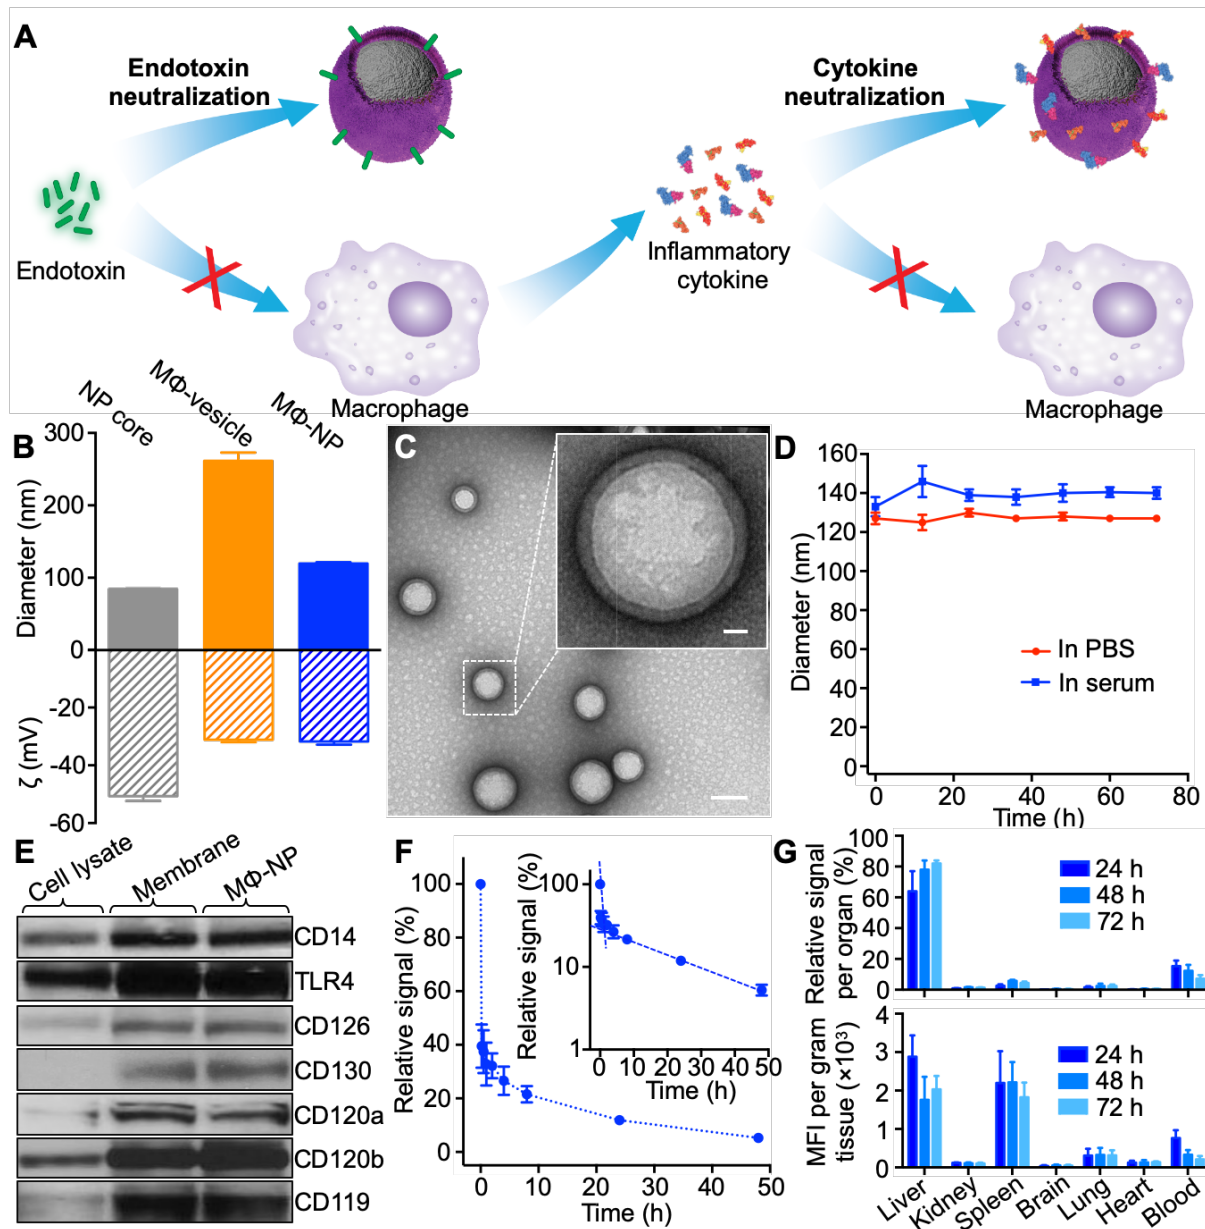 A
Endotoxin
neutralization
Cytokine
neutralization
Endotoxin
Inflammatory
cytokine
Macrophage
Macrophage
B
NP core
MΦ-vesicle
MΦ-NP
300
200
100
0
-20
-40
-60
Diameter (nm)
ζ (mV)
C
D
160
140
120
100
80
60
40
20
0
Diameter (nm)
In PBS
In serum
0 20 40 60 80
Time (h)
E
Cell lysate
Membrane
MΦ-NP
CD14
TLR4
CD126
CD130
CD120a
CD120b
CD119
F
100
80
60
40
20
0
Relative signal (%)
0 10 20 30 40 50
Time (h)
100
10
1
Relative signal (%)
0 10 20 30 40 50
Time (h)
G
100
80
60
40
20
0
Relative signal
per organ (%)
24 h
48 h
72 h
4
3
2
1
0
MFI per gram
tissue (×10³)
24 h
48 h
72 h
Liver
Kidney
Spleen
Brain
Lung
Heart
Blood